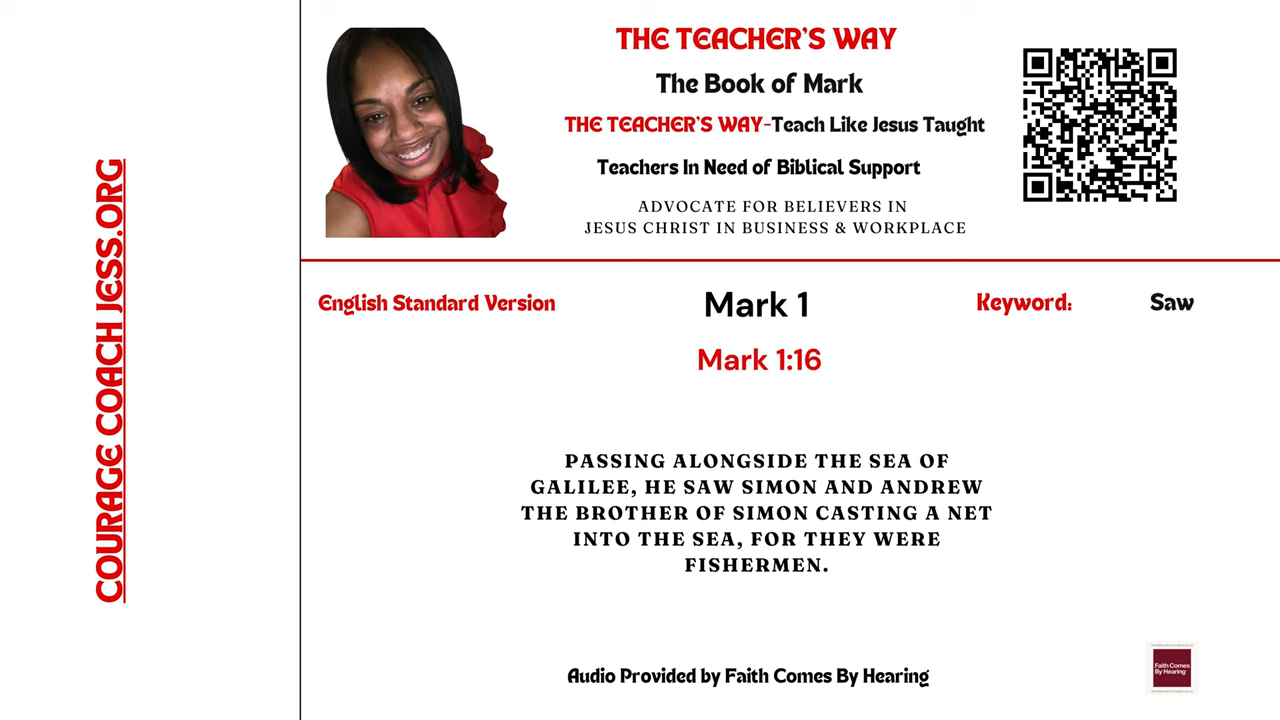 COURAGE COACH JESS.ORG
THE TEACHER'S WAY
The Book of Mark
THE TEACHER'S WAY-Teach Like Jesus Taught
Teachers In Need of Biblical Support
ADVOCATE FOR BELIEVERS IN
JESUS CHRIST IN BUSINESS & WORKPLACE
English Standard Version
Mark 1
Keyword:
Saw
Mark 1:16
PASSING ALONGSIDE THE SEA OF
GALILEE, HE SAW SIMON AND ANDREW
THE BROTHER OF SIMON CASTING A NET
INTO THE SEA, FOR THEY WERE
FISHERMEN.
Audio Provided by Faith Comes By Hearing
Faith Comes
By Hearing